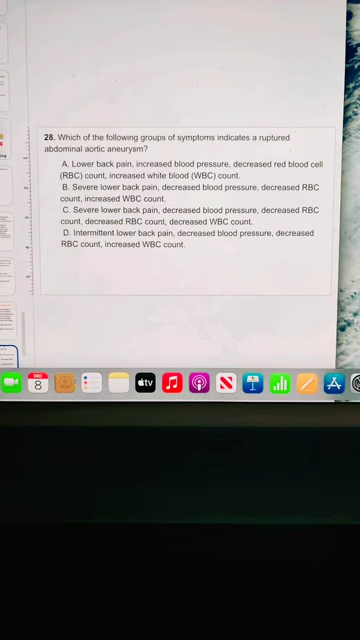 28. Which of the following groups of symptoms indicates a ruptured
abdominal aortic aneurysm?
A. Lower back pain, increased blood pressure, decreased red blood cell
(RBC) count, increased white blood (WBC) count.
B. Severe lower back pain, decreased blood pressure, decreased RBC
count, increased WBC count.
C. Severe lower back pain, decreased blood pressure, decreased RBC
count, decreased RBC count, decreased WBC count.
D. Intermittent lower back pain, decreased blood pressure, decreased
RBC count, increased WBC count.
DEC
8
tv